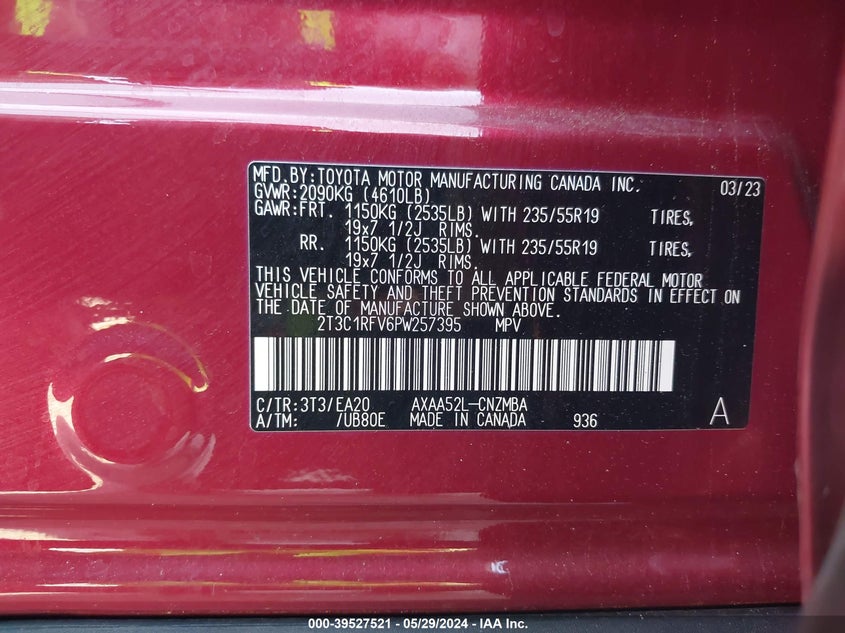 MFD.BY:TOYOTA MOTOR MANUFACTURING CANADA INC. 03/23
GVWR:2090KG (4610LB)
GAWR:FRT. 1150KG (2535LB) WITH 235/55R19 TIRES,
19x7 1/2J RIMS.
RR. 1150KG (2535LB) WITH 235/55R19 TIRES,
19x7 1/2J RIMS.
THIS VEHICLE CONFORMS TO ALL APPLICABLE FEDERAL MOTOR
VEHICLE SAFETY AND THEFT PREVENTION STANDARDS IN EFFECT ON
THE DATE OF MANUFACTURE SHOWN ABOVE.
2T3C1RFV6PW257395 MPV
C/TR:3T3/EA20 AXAA52L-CNZMBA
A/TM: /UB80E MADE IN CANADA 936 A
000-39527521 - 05/29/2024 - IAA Inc.